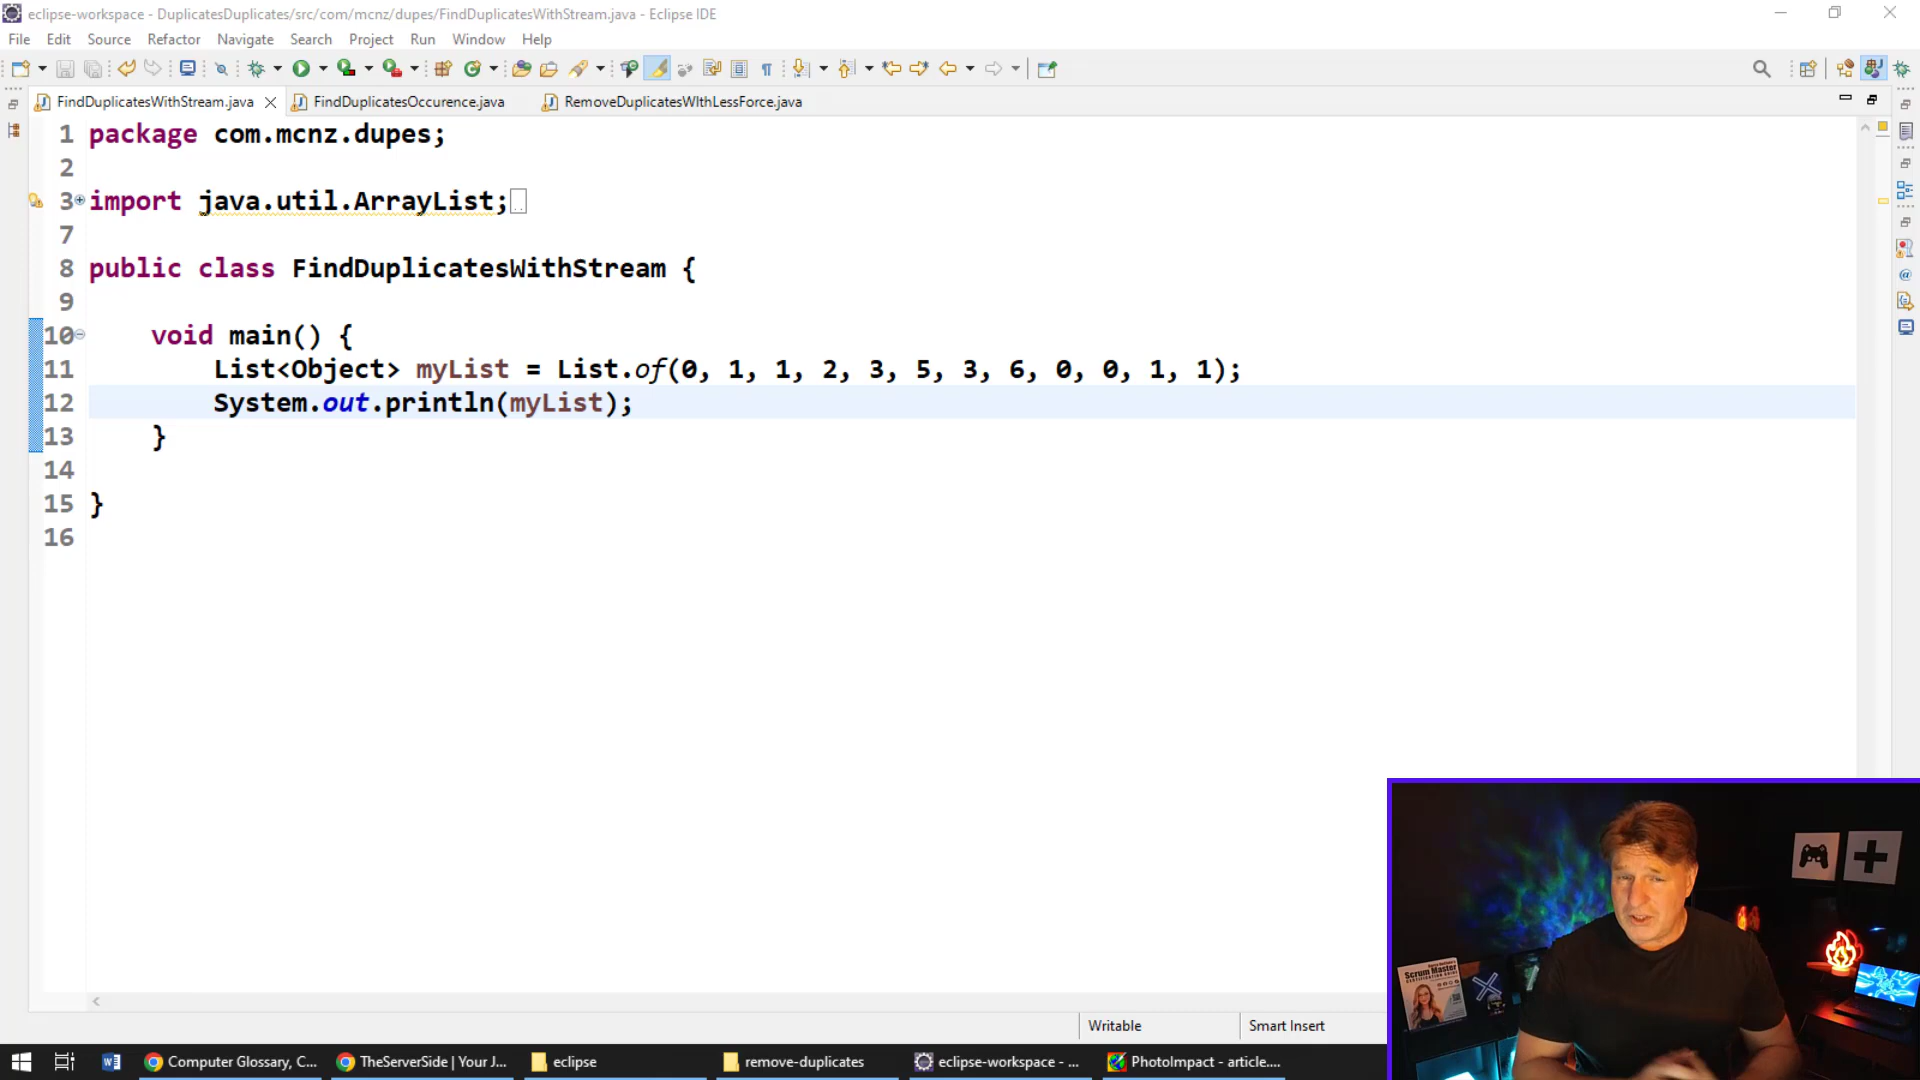 eclipse-workspace - DuplicatesDuplicates/src/com/mcnz/dupes/FindDuplicatesWithStream.java - Eclipse IDE
File Edit Source Refactor Navigate Search Project Run Window Help
FindDuplicatesWithStream.java FindDuplicatesOccurence.java RemoveDuplicatesWIthLessForce.java
1 package com.mcnz.dupes;
2
3 import java.util.ArrayList;
7
8 public class FindDuplicatesWithStream {
9
10 void main() {
11 List<Object> myList = List.of(0, 1, 1, 2, 3, 5, 3, 6, 0, 0, 1, 1);
12 System.out.println(myList);
13 }
14
15 }
16
Scrum Master
Writable Smart Insert
Computer Glossary, C... TheServerSide | Your J... eclipse remove-duplicates eclipse-workspace - ... PhotoImpact - article....